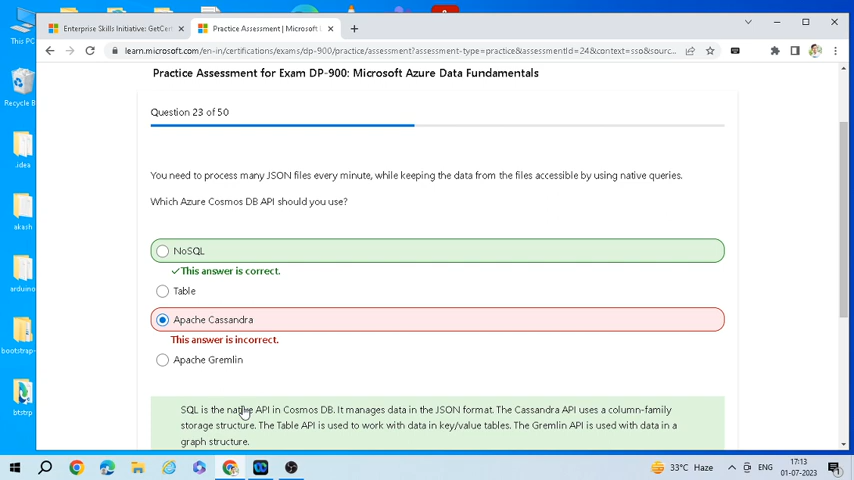 This PC
Recycle B
.idea
akash
arduino
bootstrap-
btstrp
Enterprise Skills Initiative: GetCer
Practice Assessment | Microsoft
learn.microsoft.com/en-in/certifications/exams/dp-900/practice/assessment?assessment-type=practice&assessmentId=24&context=sso&sourc...
Practice Assessment for Exam DP-900: Microsoft Azure Data Fundamentals
Question 23 of 50
You need to process many JSON files every minute, while keeping the data from the files accessible by using native queries.
Which Azure Cosmos DB API should you use?
NoSQL
This answer is correct.
Table
Apache Cassandra
This answer is incorrect.
Apache Gremlin
SQL is the native API in Cosmos DB. It manages data in the JSON format. The Cassandra API uses a column-family
storage structure. The Table API is used to work with data in key/value tables. The Gremlin API is used with data in a
graph structure.
33°C Haze
ENG
17:13
01-07-2023